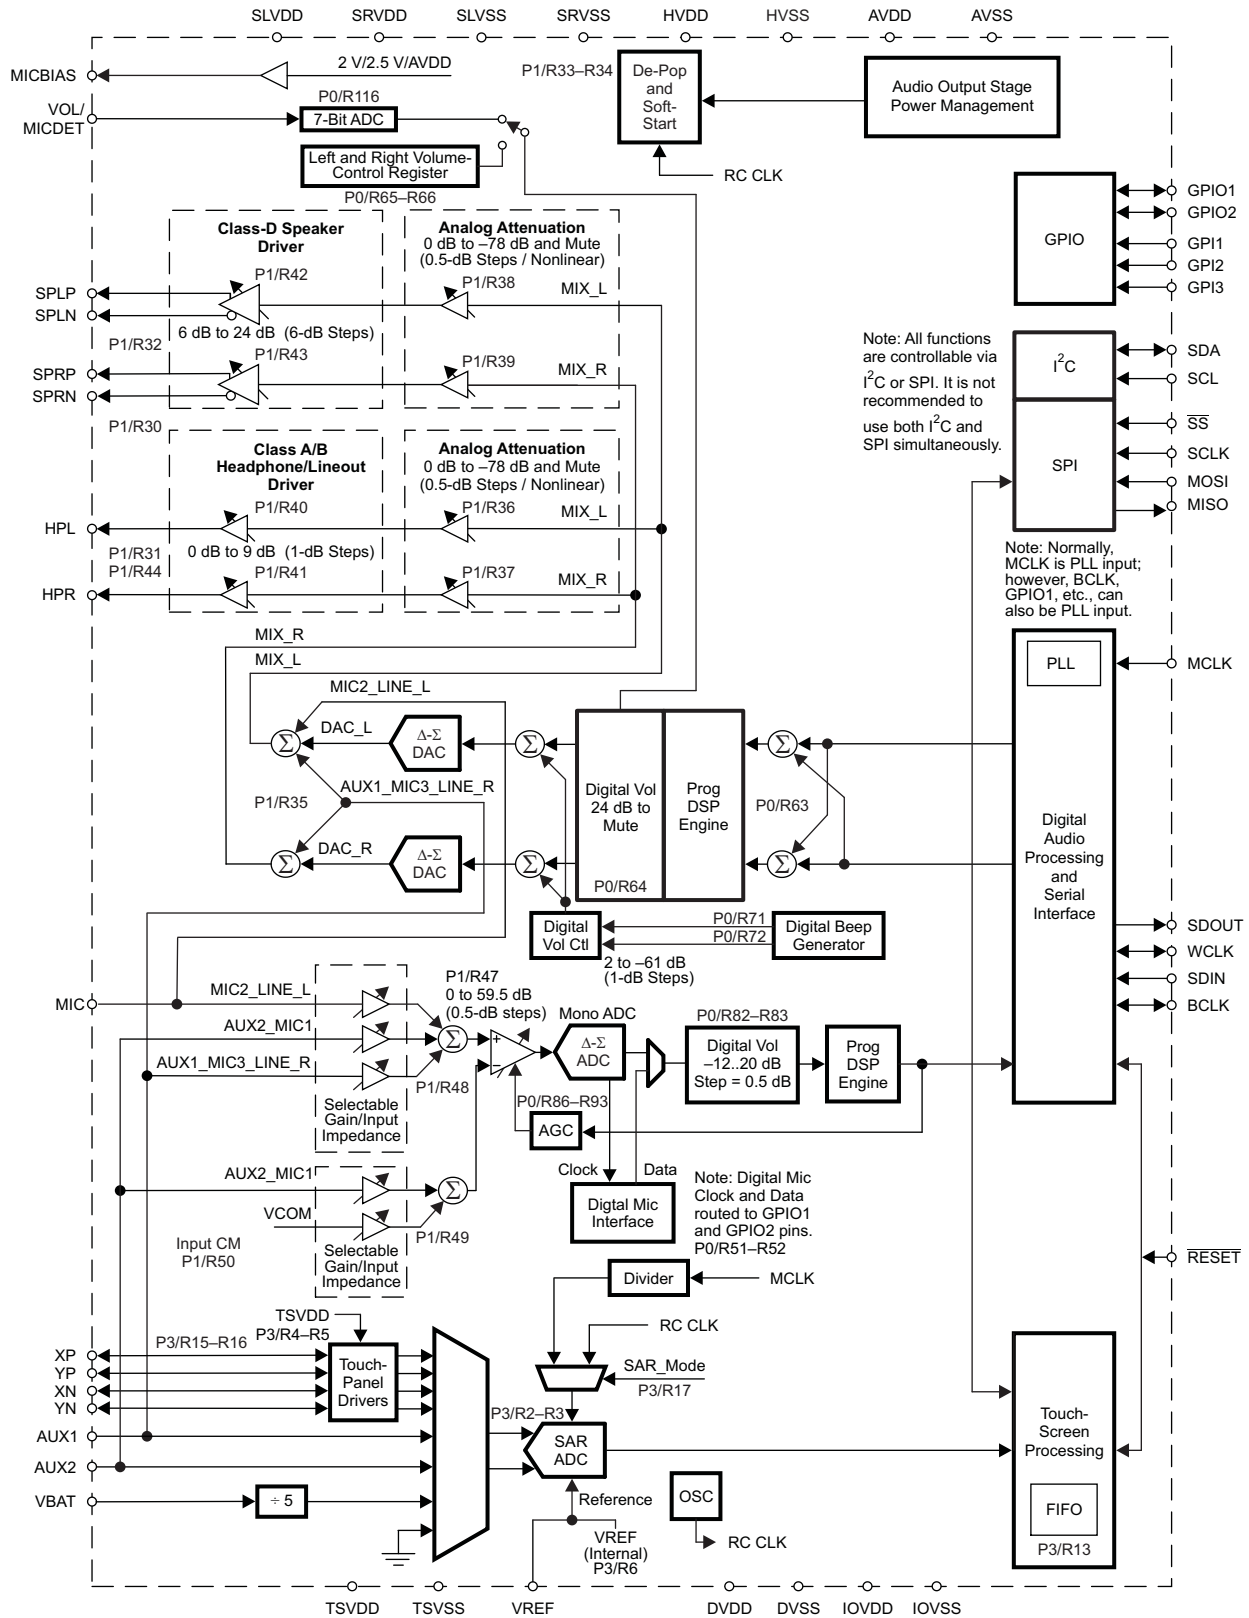 SLVDD SRVDD SLVSS SRVSS HVDD HVSS AVDD AVSS
MICBIAS
2 V/2.5 V/AVDD
VOL/
MICDET
P0/R116
7-Bit ADC
Left and Right Volume-
Control Register
P0/R65–R66
P1/R33–R34
De-Pop
and
Soft-
Start
RC CLK
Audio Output Stage
Power Management
GPIO
GPIO1
GPIO2
GPI1
GPI2
GPI3
Class-D Speaker
Driver
P1/R42
6 dB to 24 dB (6-dB Steps)
P1/R43
SPLP
SPLN
P1/R32
SPRP
SPRN
P1/R30
Analog Attenuation
0 dB to –78 dB and Mute
(0.5-dB Steps / Nonlinear)
P1/R38
MIX_L
P1/R39
MIX_R
Note: All functions
are controllable via
I2C or SPI. It is not
recommended to
use both I2C and
SPI simultaneously.
I2C
SDA
SCL
SPI
SS
SCLK
MOSI
MISO
Class A/B
Headphone/Lineout
Driver
P1/R40
0 dB to 9 dB (1-dB Steps)
P1/R41
HPL
P1/R31
P1/R44
HPR
Analog Attenuation
0 dB to –78 dB and Mute
(0.5-dB Steps / Nonlinear)
P1/R36
MIX_L
P1/R37
MIX_R
Note: Normally,
MCLK is PLL input;
however, BCLK,
GPIO1, etc., can
also be PLL input.
MIX_R
MIX_L
MIC2_LINE_L
Σ
DAC_L
Δ-Σ
DAC
Σ
AUX1_MIC3_LINE_R
P1/R35
Σ
DAC_R
Δ-Σ
DAC
Σ
Digital Vol
24 dB to
Mute
P0/R64
Prog
DSP
Engine
Σ
P0/R63
Σ
PLL
MCLK
Digital
Audio
Processing
and
Serial
Interface
SDOUT
WCLK
SDIN
BCLK
Digital
Vol Ctl
P0/R71
P0/R72
2 to –61 dB
(1-dB Steps)
Digital Beep
Generator
MIC
MIC2_LINE_L
AUX2_MIC1
AUX1_MIC3_LINE_R
Selectable
Gain/Input
Impedance
P1/R47
0 to 59.5 dB
(0.5-dB steps)
Σ
P1/R48
+
–
Mono ADC
Δ-Σ
ADC
P0/R82–R83
Digital Vol
–12..20 dB
Step = 0.5 dB
Prog
DSP
Engine
P0/R86–R93
AGC
Clock
Data
Digtal Mic
Interface
Note: Digital Mic
Clock and Data
routed to GPIO1
and GPIO2 pins.
P0/R51–R52
AUX2_MIC1
VCOM
Σ
P1/R49
Input CM
P1/R50
Selectable
Gain/Input
Impedance
RESET
Divider
MCLK
RC CLK
SAR_Mode
P3/R17
TSVDD
P3/R4–R5
P3/R15–R16
XP
YP
XN
YN
Touch-
Panel
Drivers
AUX1
AUX2
VBAT
÷ 5
P3/R2–R3
SAR
ADC
Reference
VREF
(Internal)
P3/R6
OSC
RC CLK
Touch-
Screen
Processing
FIFO
P3/R13
TSVDD TSVSS VREF DVDD DVSS IOVDD IOVSS